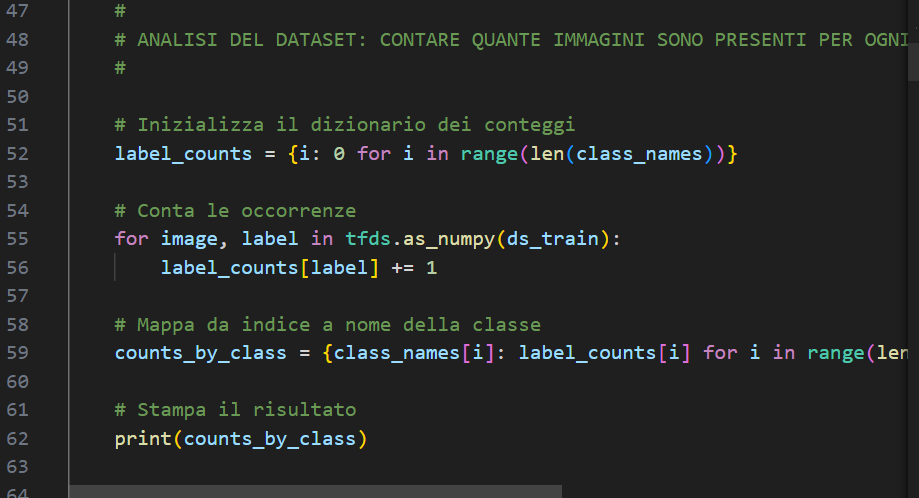 47 #
48 # ANALISI DEL DATASET: CONTARE QUANTE IMMAGINI SONO PRESENTI PER OGNI
49 #
50
51 # Inizializza il dizionario dei conteggi
52 label_counts = {i: 0 for i in range(len(class_names))}
53
54 # Conta le occorrenze
55 for image, label in tfds.as_numpy(ds_train):
56     label_counts[label] += 1
57
58 # Mappa da indice a nome della classe
59 counts_by_class = {class_names[i]: label_counts[i] for i in range(len
60
61 # Stampa il risultato
62 print(counts_by_class)
63
64